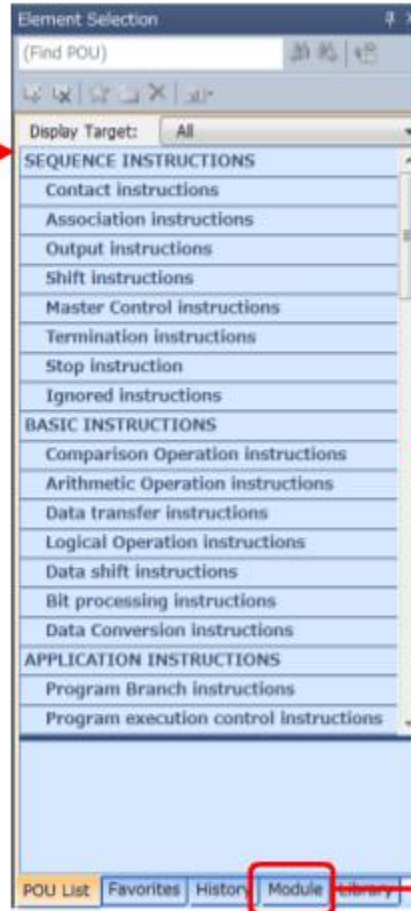 Element Selection
(Find POU)
Display Target: All
SEQUENCE INSTRUCTIONS
Contact instructions
Association instructions
Output instructions
Shift instructions
Master Control instructions
Termination instructions
Stop instruction
Ignored instructions
BASIC INSTRUCTIONS
Comparison Operation instructions
Arithmetic Operation instructions
Data transfer instructions
Logical Operation instructions
Data shift instructions
Bit processing instructions
Data Conversion instructions
APPLICATION INSTRUCTIONS
Program Branch instructions
Program execution control instructions
POU List Favorites History Module Library